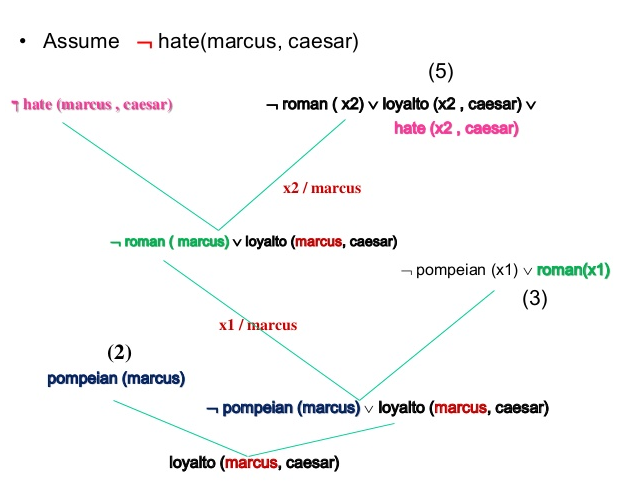 • Assume ¬ hate(marcus, caesar)
(5)
¬ hate (marcus , caesar)
¬ roman ( x2) ∨ loyalto (x2 , caesar) ∨
hate (x2 , caesar)
x2 / marcus
¬ roman ( marcus) ∨ loyalto (marcus, caesar)
¬ pompeian (x1) ∨ roman(x1)
(3)
x1 / marcus
(2)
pompeian (marcus)
¬ pompeian (marcus) ∨ loyalto (marcus, caesar)
loyalto (marcus, caesar)